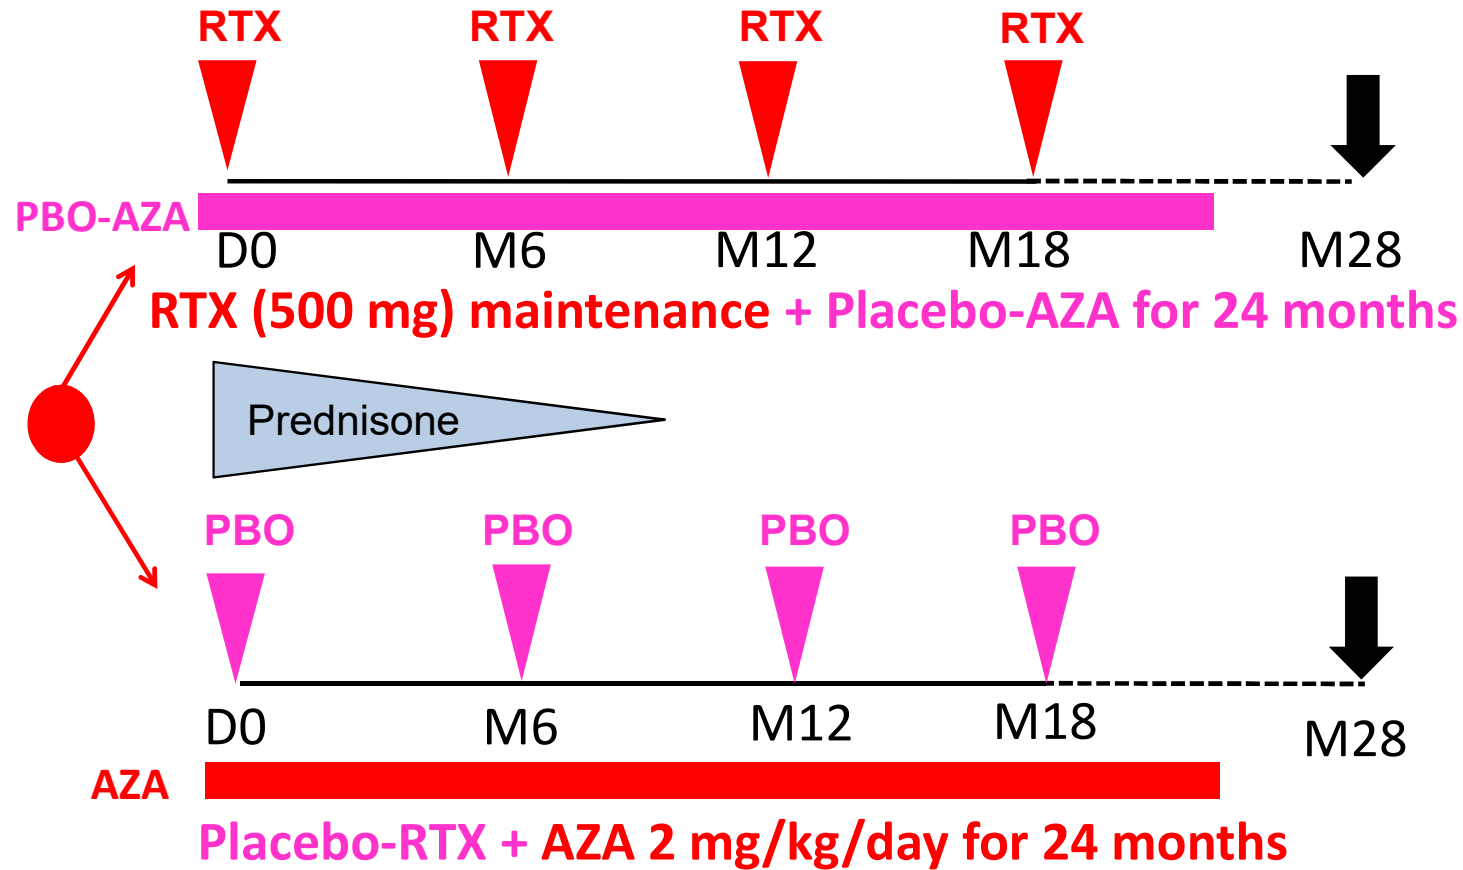 RTX RTX RTX RTX
PBO-AZA
D0 M6 M12 M18 M28
RTX (500 mg) maintenance + Placebo-AZA for 24 months
Prednisone
PBO PBO PBO PBO
D0 M6 M12 M18 M28
AZA
Placebo-RTX + AZA 2 mg/kg/day for 24 months